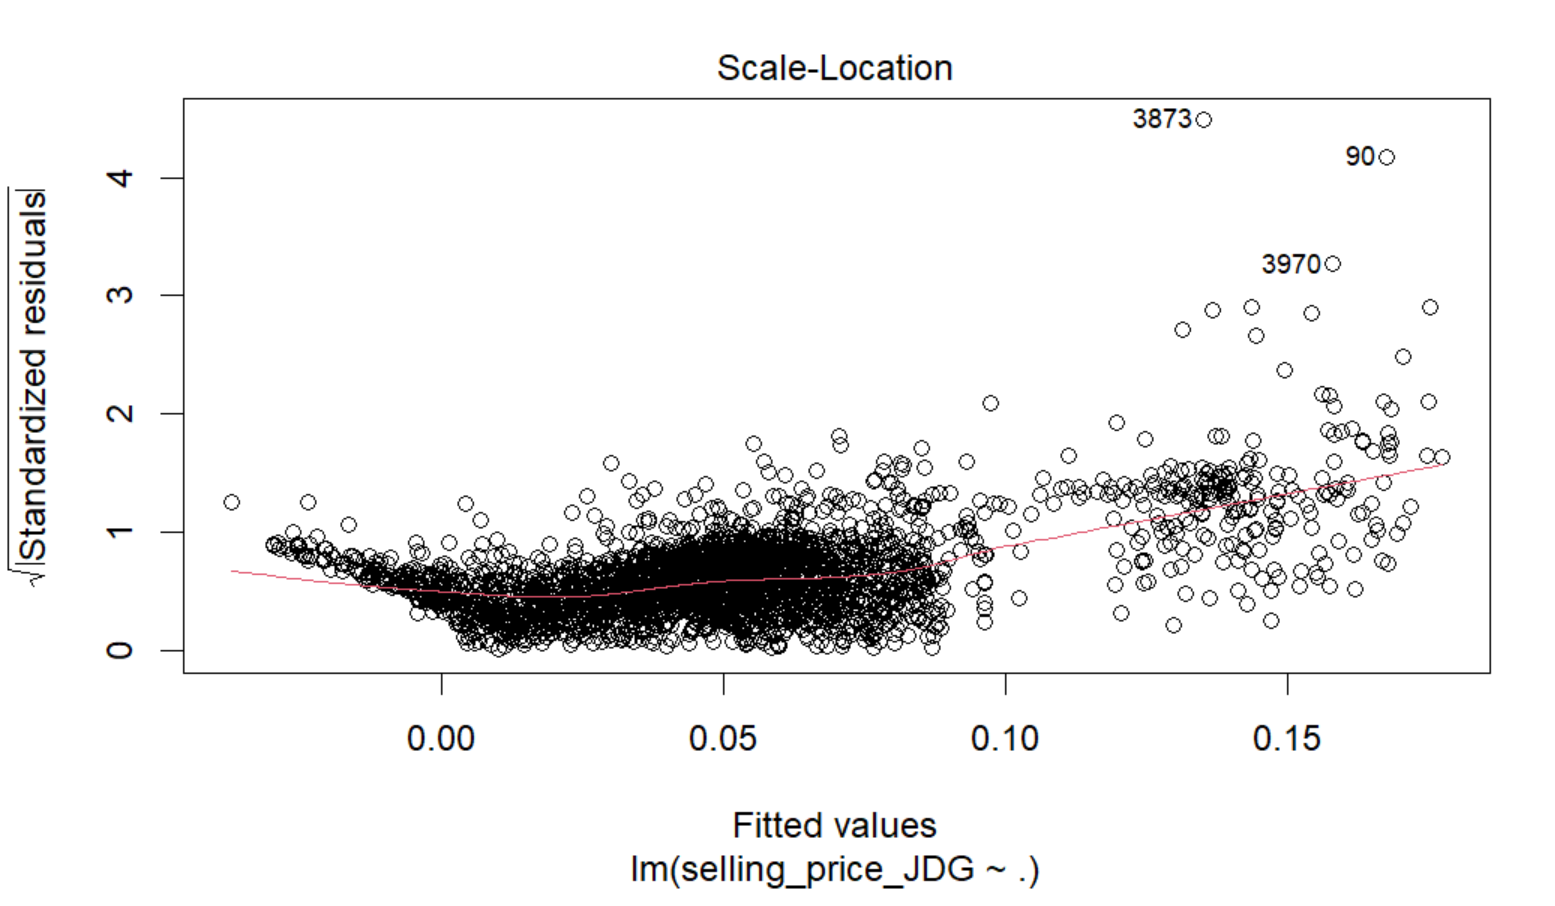 Scale-Location
3873
90
3970
√|Standardized residuals|
4
3
2
1
0
0.00 0.05 0.10 0.15
Fitted values
lm(selling_price_JDG ~ .)